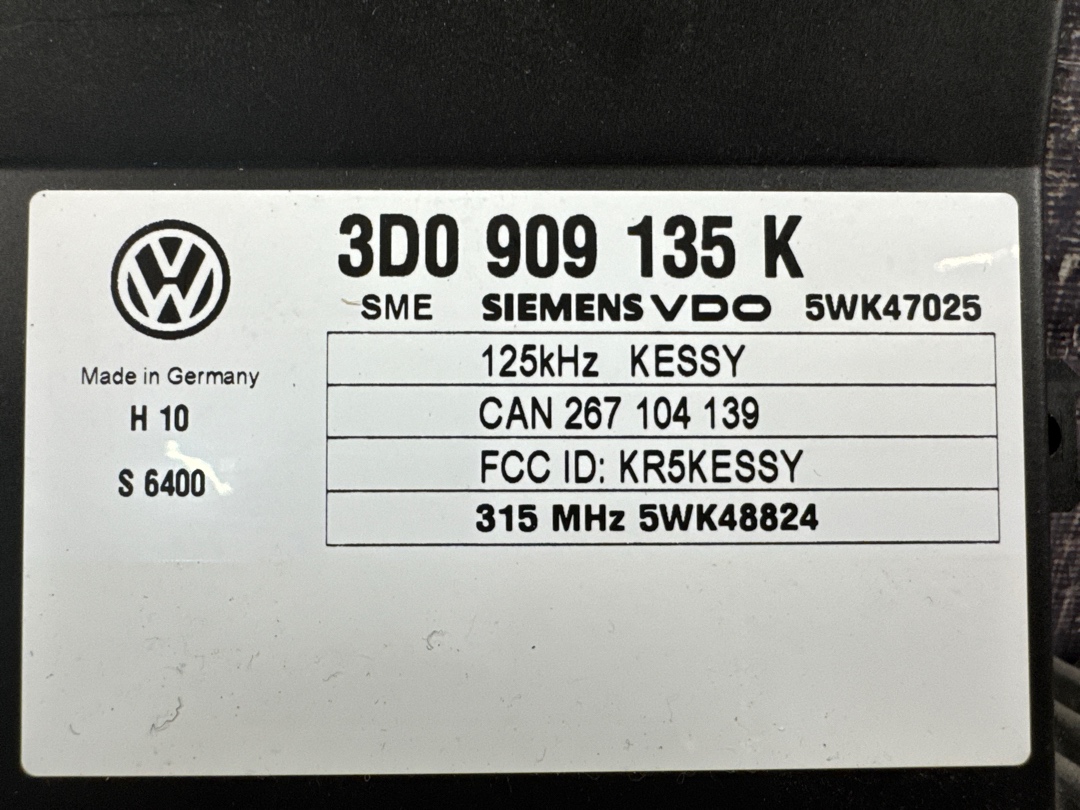 3D0 909 135 K
SME SIEMENS VDO 5WK47025
Made in Germany
H 10
S 6400
125kHz KESSY
CAN 267 104 139
FCC ID: KR5KESSY
315 MHz 5WK48824